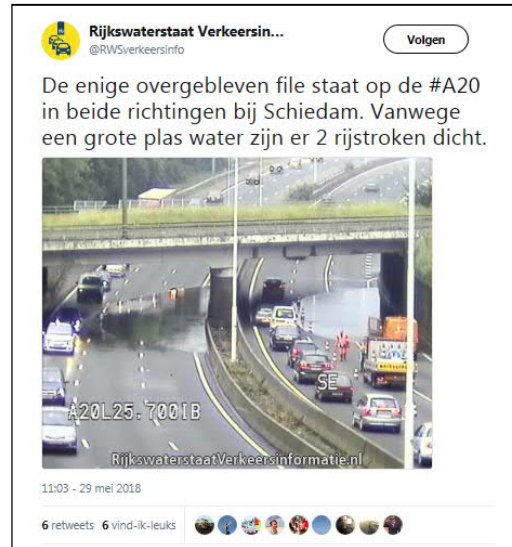 Rijkswaterstaat Verkeersin...
@RWSverkeersinfo
Volgen
De enige overgebleven file staat op de #A20
in beide richtingen bij Schiedam. Vanwege
een grote plas water zijn er 2 rijstroken dicht.
SE
A20L25.700IB
RijkswaterstaatVerkeersinformatie.nl
11:03 - 29 mei 2018
6 retweets 6 vind-ik-leuks